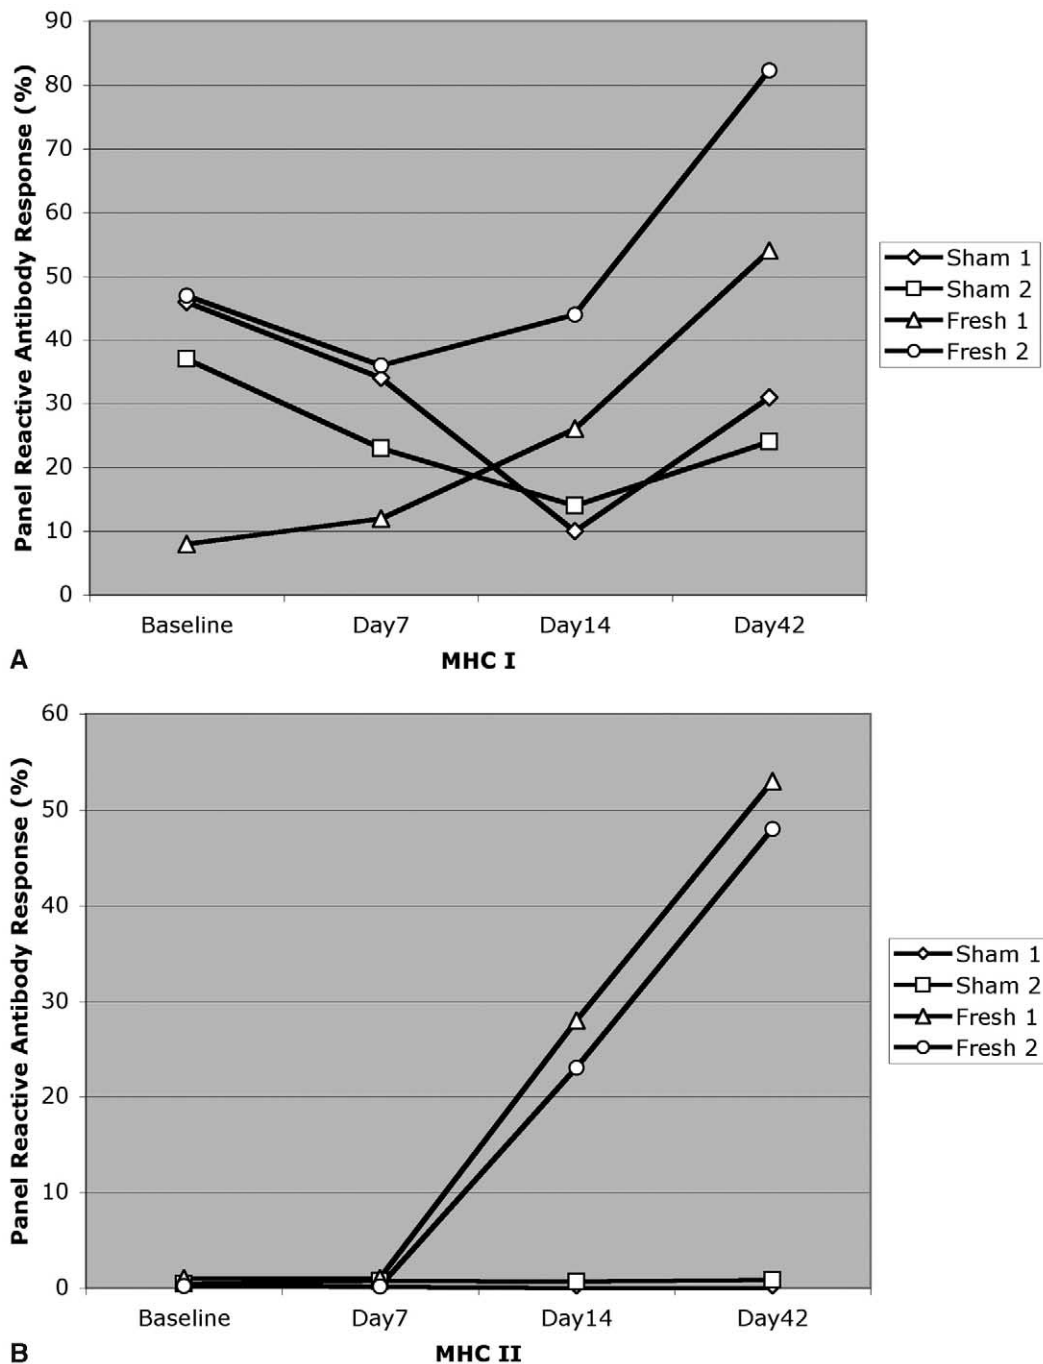 90
80
70
60
50
40
30
20
10
0
Panel Reactive Antibody Response (%)
Baseline Day7 Day14 Day42
A
MHC I
Sham 1
Sham 2
Fresh 1
Fresh 2
60
50
40
30
20
10
0
Panel Reactive Antibody Response (%)
Baseline Day7 Day14 Day42
B
MHC II
Sham 1
Sham 2
Fresh 1
Fresh 2